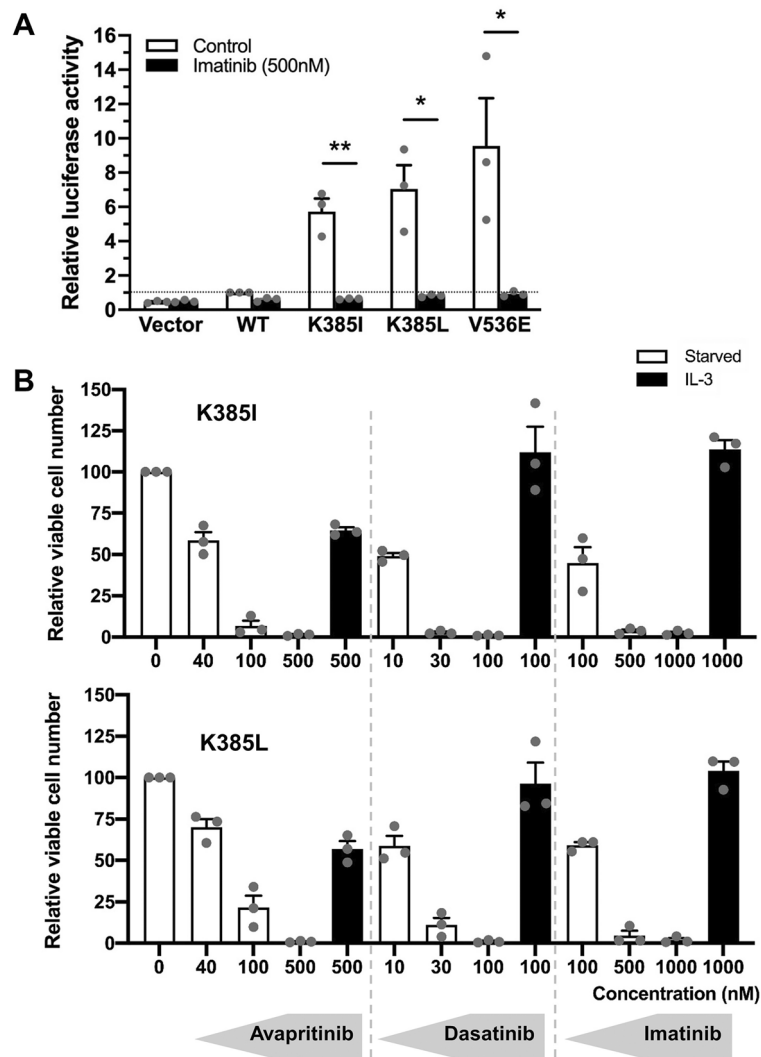 A
Relative luciferase activity
Control
Imatinib (500nM)
16
14
12
10
8
6
4
2
0
**
*
*
Vector WT K385I K385L V536E
Starved
IL-3
B
Relative viable cell number
K385I
150
125
100
75
50
25
0
0 40 100 500 500 10 30 100 100 100 500 1000 1000
Relative viable cell number
K385L
150
125
100
75
50
25
0
0 40 100 500 500 10 30 100 100 100 500 1000 1000
Concentration (nM)
Avapritinib Dasatinib Imatinib